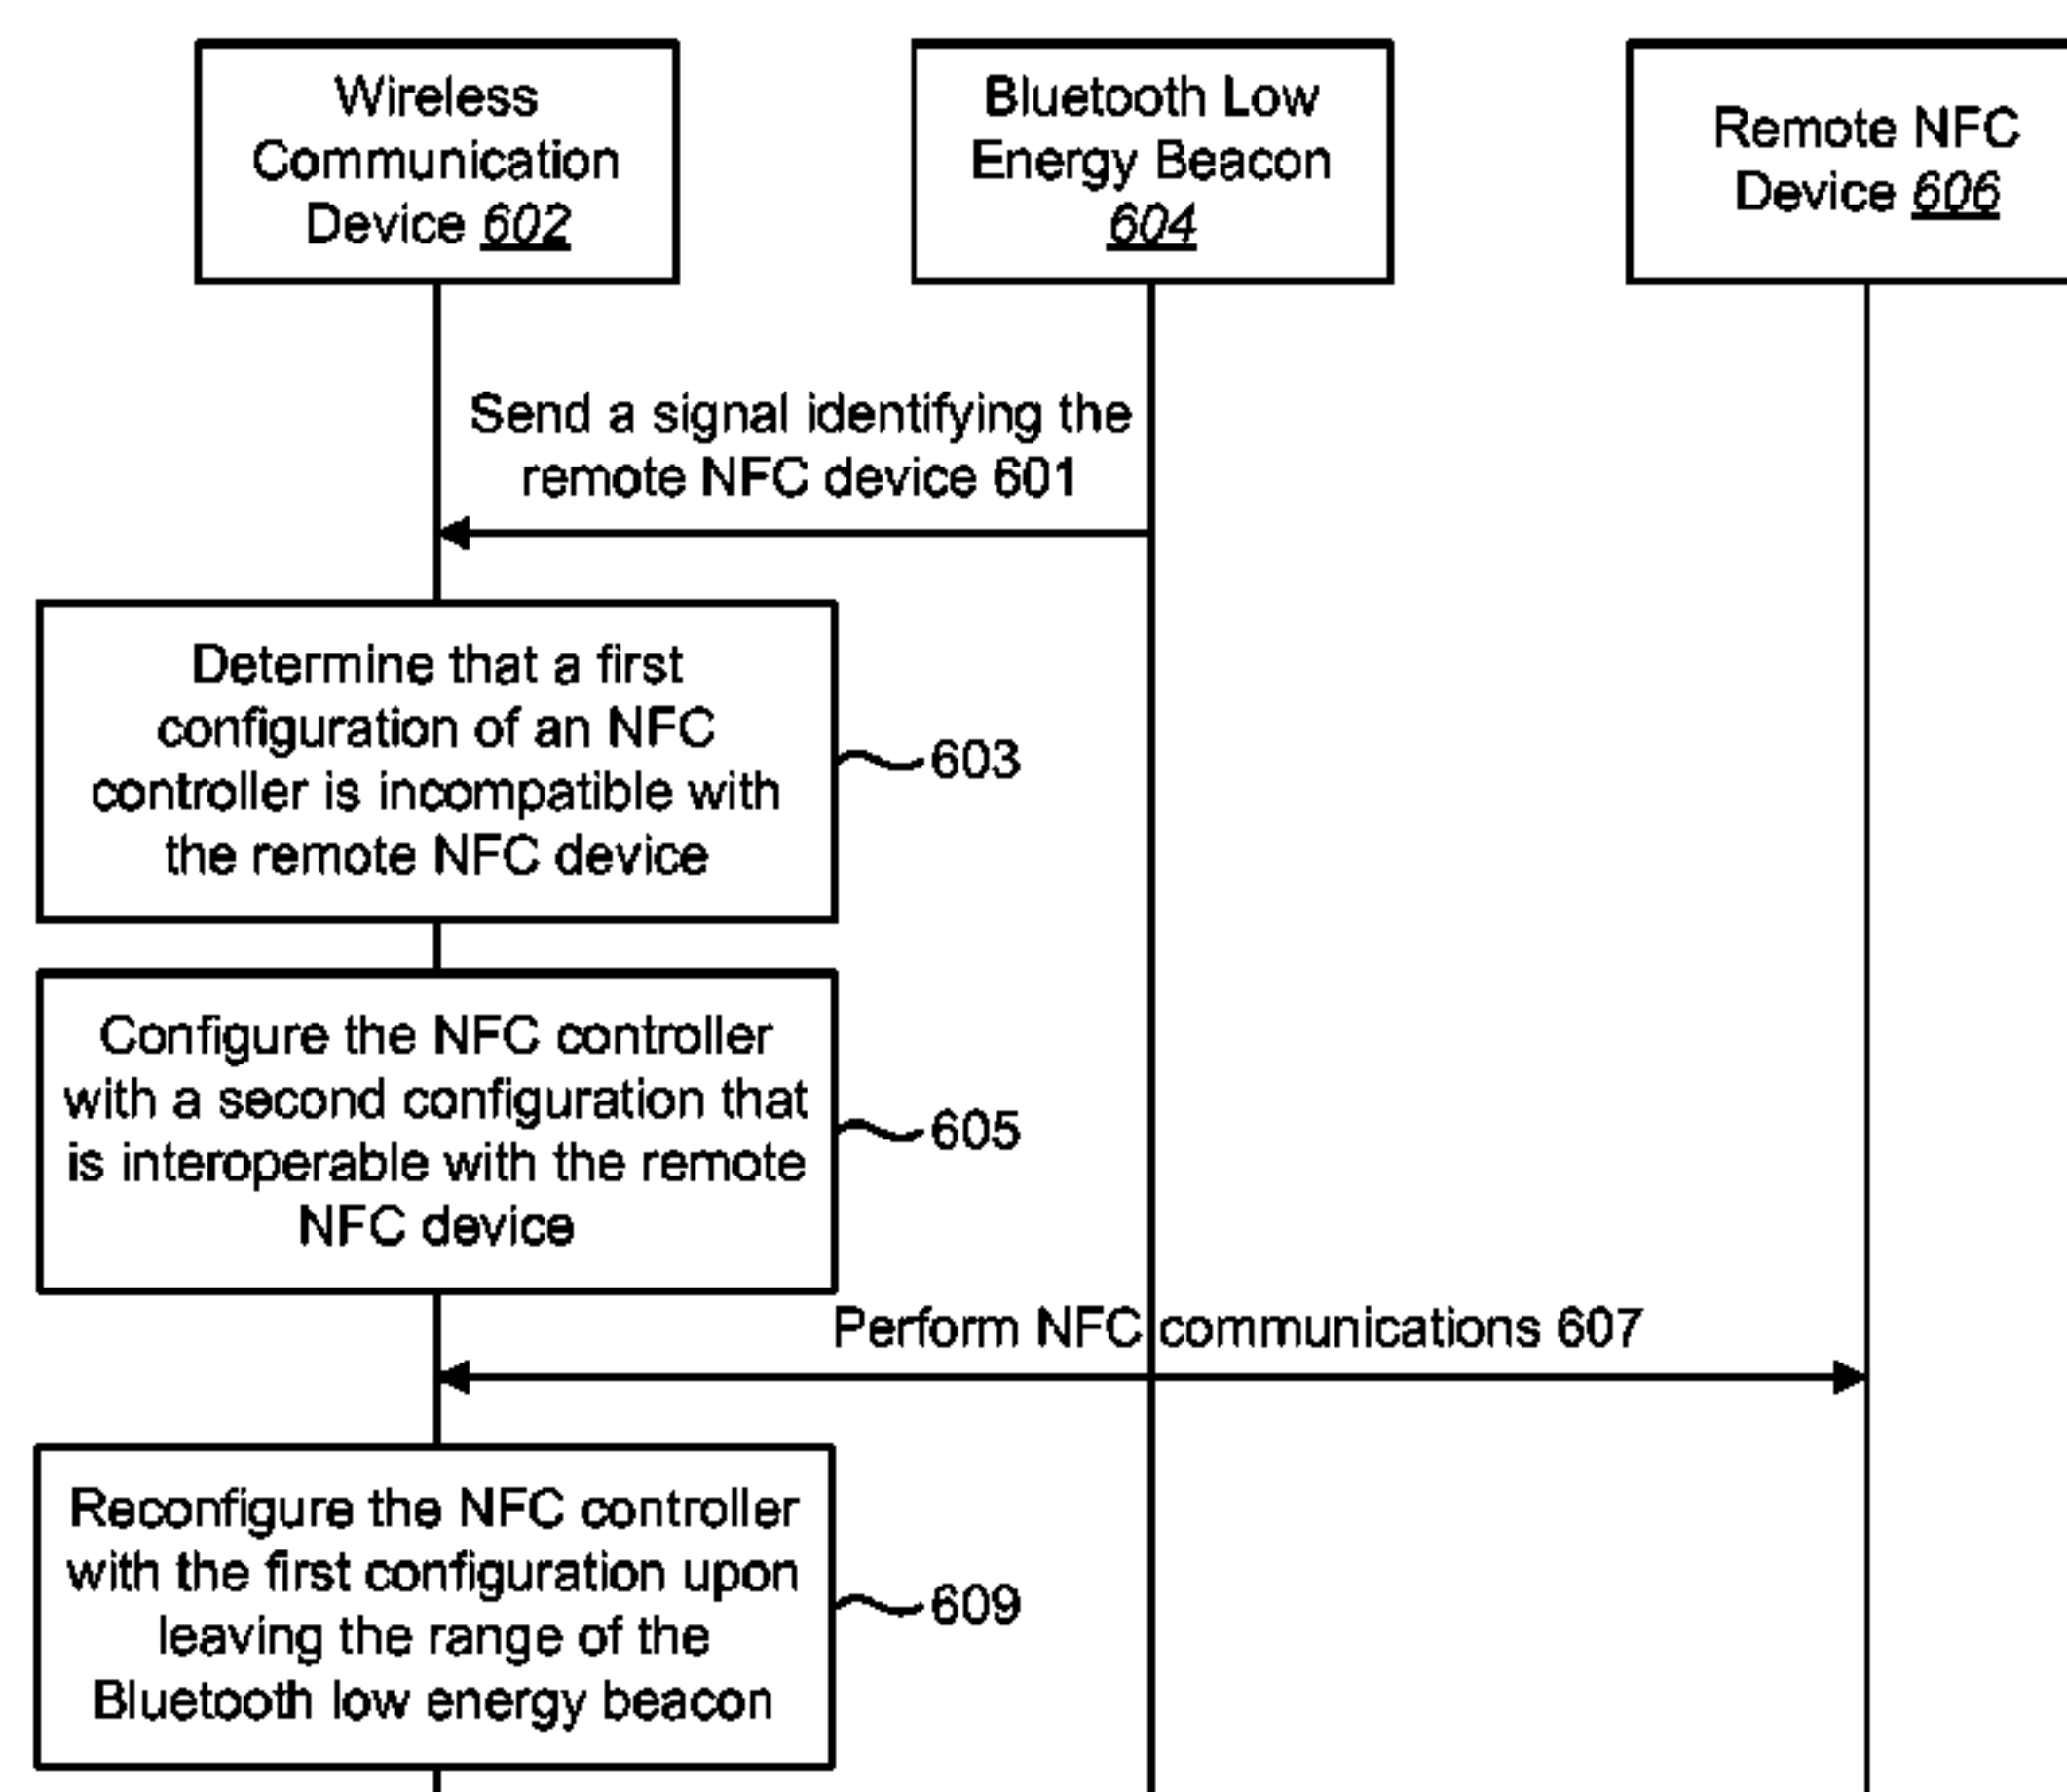 Wireless
Communication
Device 602
Bluetooth Low
Energy Beacon
604
Remote NFC
Device 606
Send a signal identifying the
remote NFC device 601
Determine that a first
configuration of an NFC
controller is incompatible with
the remote NFC device
603
Configure the NFC controller
with a second configuration that
is interoperable with the remote
NFC device
605
Perform NFC communications 607
Reconfigure the NFC controller
with the first configuration upon
leaving the range of the
Bluetooth low energy beacon
609